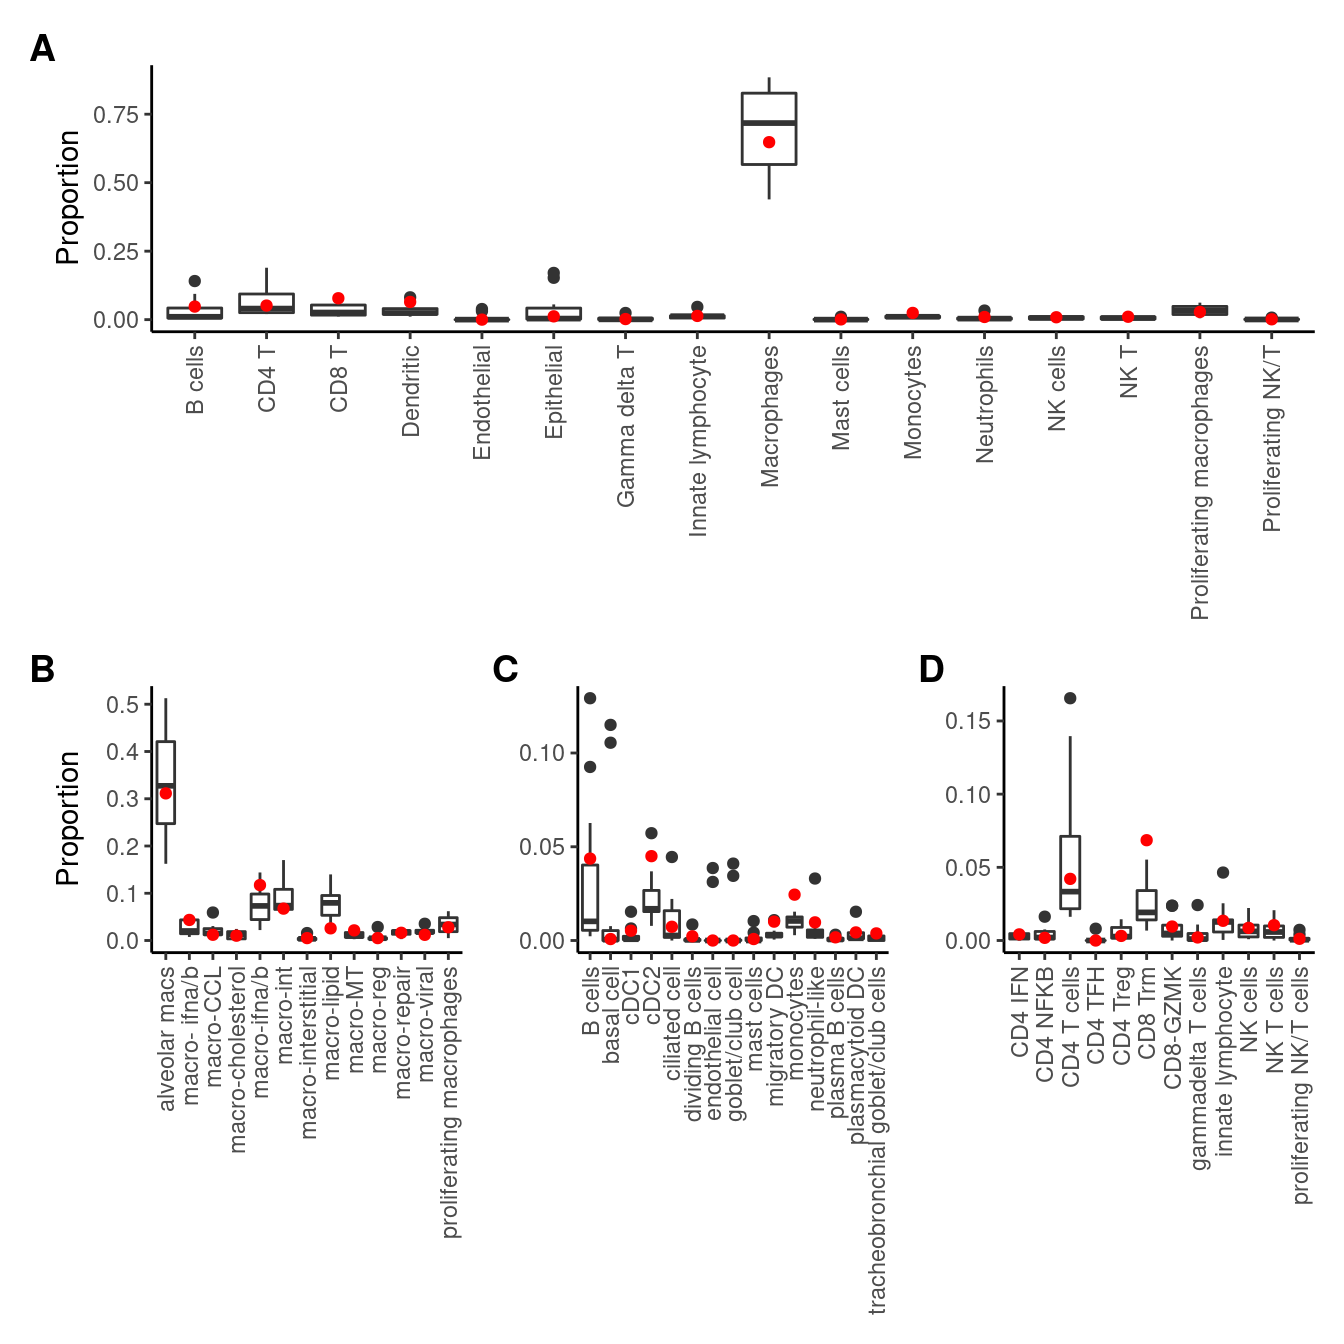 A
Proportion
0.75
0.50
0.25
0.00
B cells
CD4 T
CD8 T
Dendritic
Endothelial
Epithelial
Gamma delta T
Innate lymphocyte
Macrophages
Mast cells
Monocytes
Neutrophils
NK cells
NK T
Proliferating macrophages
Proliferating NK/T
B
Proportion
0.5
0.4
0.3
0.2
0.1
0.0
alveolar macs
macro- ifna/b
macro-CCL
macro-cholesterol
macro-ifna/b
macro-int
macro-interstitial
macro-lipid
macro-MT
macro-reg
macro-repair
macro-viral
proliferating macrophages
C
0.10
0.05
0.00
B cells
basal cell
cDC1
cDC2
ciliated cell
dividing B cells
endothelial cell
goblet/club cell
mast cells
migratory DC
monocytes
neutrophil-like
plasma B cells
plasmacytoid DC
tracheobronchial goblet/club cells
D
0.15
0.10
0.05
0.00
CD4 IFN
CD4 NFKB
CD4 T cells
CD4 TFH
CD4 Treg
CD8 Trm
CD8-GZMK
gammadelta T cells
innate lymphocyte
NK cells
NK T cells
proliferating NK/T cells